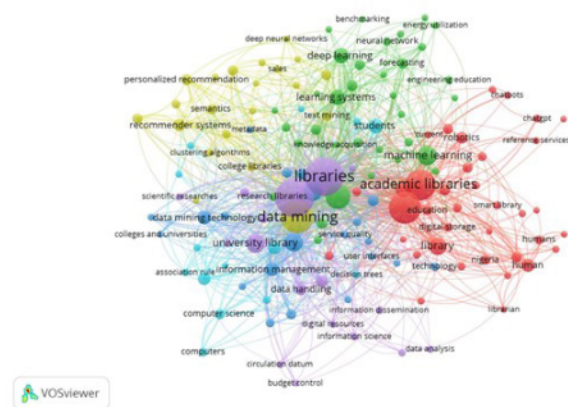 benchmarking
deep neural networks
energy utilization
neural network
deep learning
sales
forecasting
personalized recommendation
engineering education
learning systems
chatbots
semantics
text mining
recommender systems
metadata
students
current
chatgpt
robotics
reference services
knowledge acquisition
clustering algorithms
machine learning
college libraries
libraries
academic libraries
scientific researches
research libraries
education
smart library
data mining technology
data mining
digital storage
colleges and universities
service quality
humans
university library
library
user interfaces
nigeria
association rule
information management
decision trees
technology
human
data handling
computer science
information dissemination
librarian
digital resources
information science
computers
data analysis
circulation datum
budget control
VOSviewer